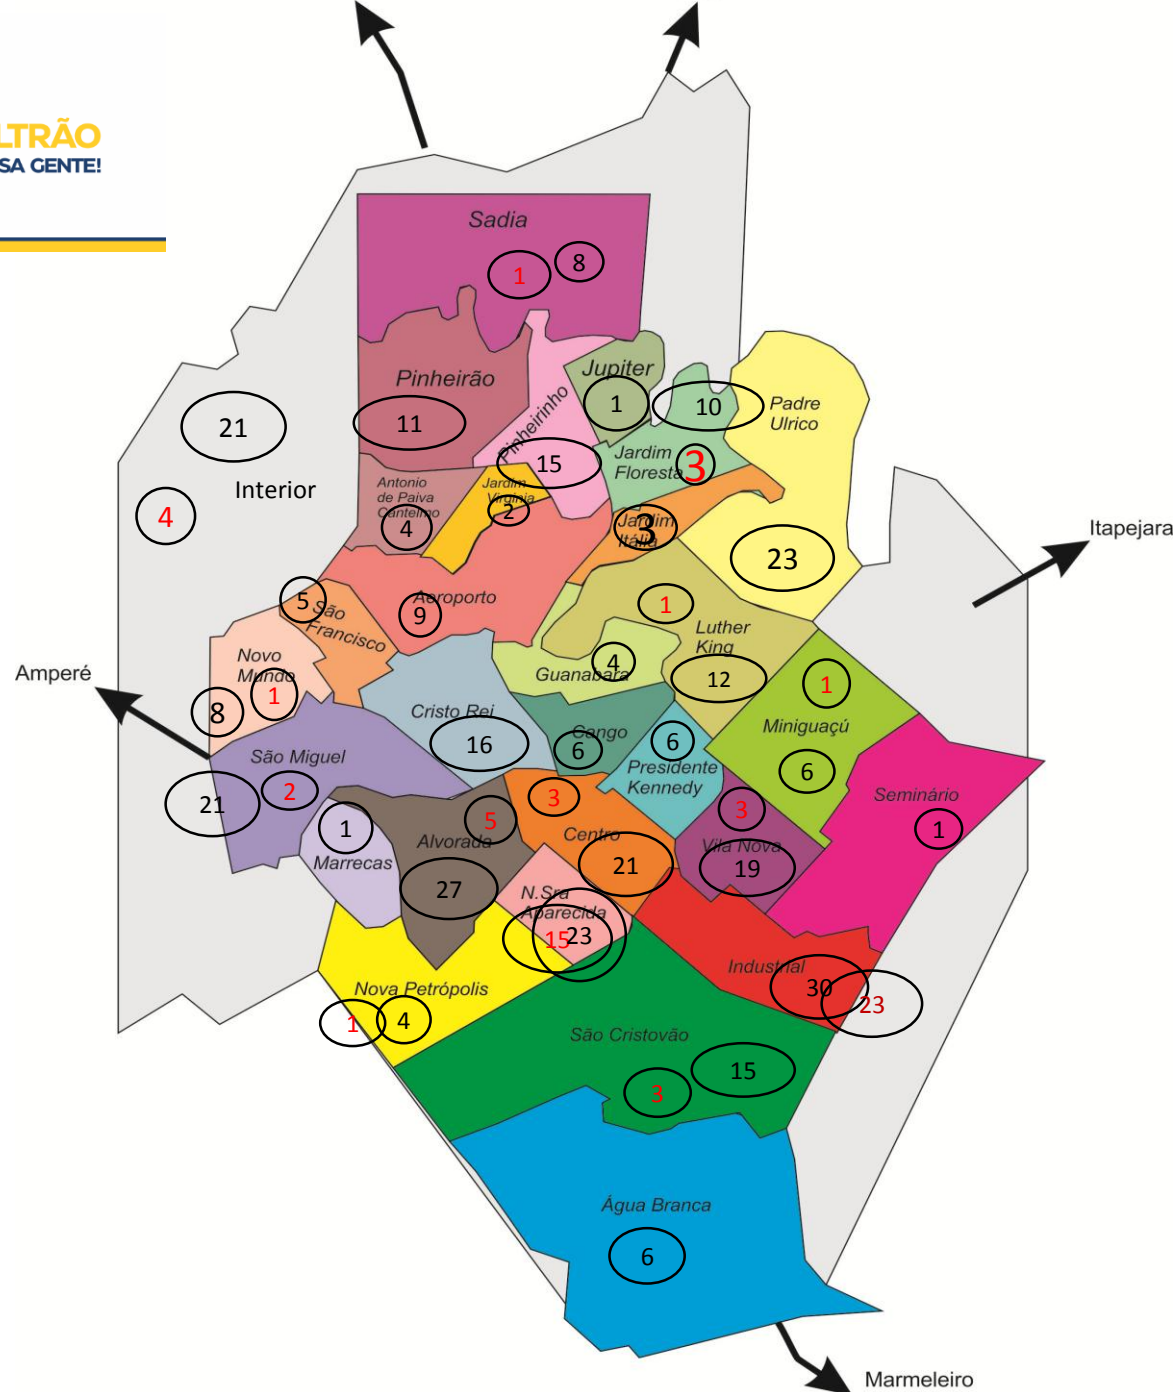 LTRÃO
SA GENTE!
Sadia
1
8
Pinheirão
11
Pinheirinho
15
Jupiter
1
10
Padre
Ulrico
23
Jardim
Floresta
3
21
Interior
4
Antonio
de Paiva
Cantelmo
4
Jardim
Virginia
2
Jardim
Itália
3
Itapejara
5
São
Francisco
Aeroporto
9
1
Luther
King
12
Guanabara
4
Novo
Mundo
1
8
Amperé
Cristo Rei
16
Cango
6
6
Presidente
Kennedy
1
Miniguaçú
6
São Miguel
2
21
1
Marrecas
5
Alvorada
27
3
Centro
21
3
Vila Nova
19
Seminário
1
N.Sra
Aparecida
15
23
Industrial
30
23
Nova Petrópolis
1
4
São Cristovão
15
3
Água Branca
6
Marmeleiro